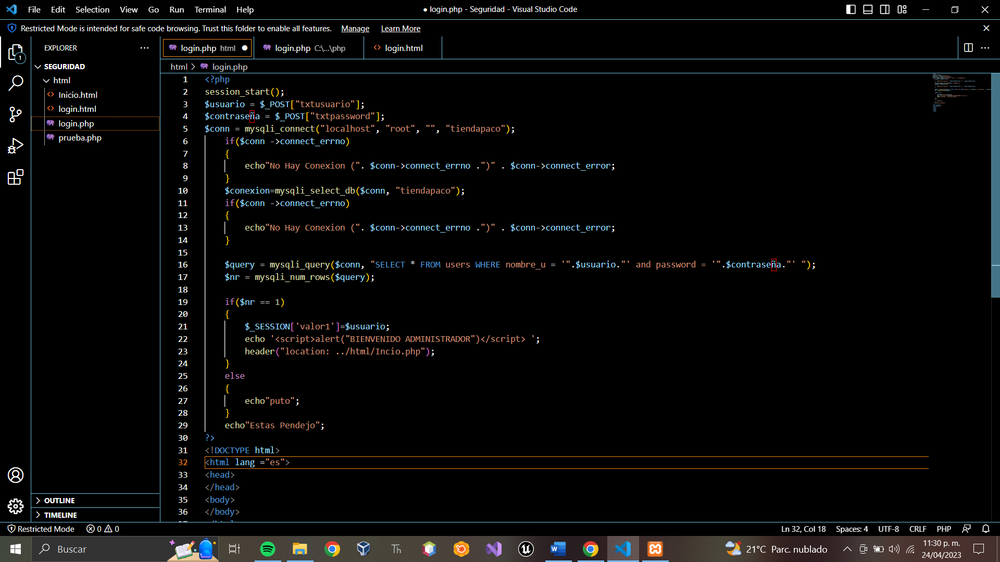 File Edit Selection View Go Run Terminal Help
● login.php - Seguridad - Visual Studio Code
Restricted Mode is intended for safe code browsing. Trust this folder to enable all features. Manage Learn More
EXPLORER
login.php html
login.php C:\...\php
login.html
SEGURIDAD
html
Inicio.html
login.html
login.php
prueba.php
OUTLINE
TIMELINE
1
html > login.php
1 <?php
2 session_start();
3 $usuario = $_POST["txtusuario"];
4 $contraseña = $_POST["txtpassword"];
5 $conn = mysqli_connect("localhost", "root", "", "tiendapaco");
6 if($conn ->connect_errno)
7 {
8 echo"No Hay Conexion (". $conn->connect_errno .")" . $conn->connect_error;
9 }
10 $conexion=mysqli_select_db($conn, "tiendapaco");
11 if($conn ->connect_errno)
12 {
13 echo"No Hay Conexion (". $conn->connect_errno .")" . $conn->connect_error;
14 }
15
16 $query = mysqli_query($conn, "SELECT * FROM users WHERE nombre_u = '".$usuario."' and password = '".$contraseña."' ");
17 $nr = mysqli_num_rows($query);
18
19 if($nr == 1)
20 {
21 $_SESSION['valor1']=$usuario;
22 echo '<script>alert("BIENVENIDO ADMINISTRADOR")</script> ';
23 header("location: ../html/Incio.php");
24 }
25 else
26 {
27 echo"puto";
28 }
29 echo"Estas Pendejo";
30 ?>
31 <!DOCTYPE html>
32 <html lang ="es">
33 <head>
34 </head>
35 <body>
36 </body>
Restricted Mode 0 0
Ln 32, Col 18 Spaces: 4 UTF-8 CRLF PHP
Buscar
Th
21°C Parc. nublado
11:30 p. m.
24/04/2023